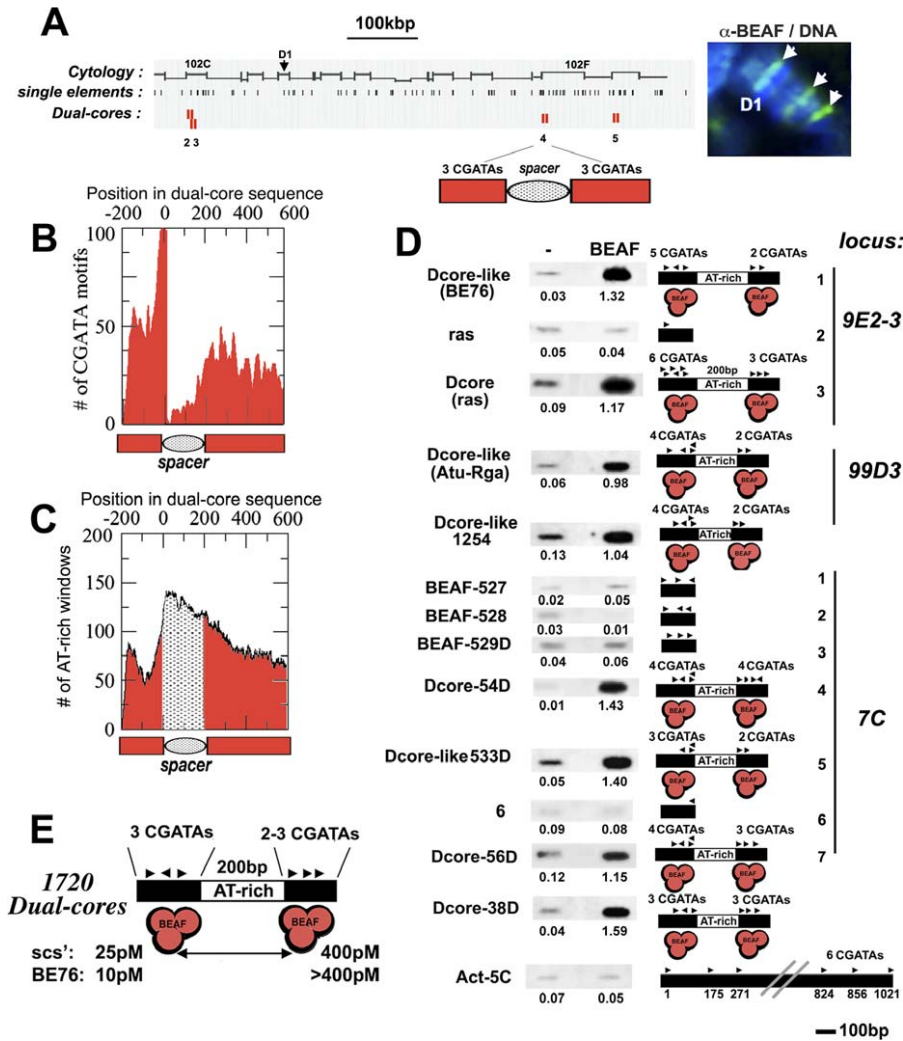 A
100kbp
α-BEAF / DNA
D1
102C
102F
Cytology :
single elements :
Dual-cores :
2 3
4
5
D1
3 CGATAs
spacer
3 CGATAs
Position in dual-core sequence
-200 0 200 400 600
B
# of CGATA motifs
100
75
50
25
0
spacer
Position in dual-core sequence
-200 0 200 400 600
C
# of AT-rich windows
200
150
100
50
0
spacer
D
- BEAF
locus:
Dcore-like
(BE76)
0.03 1.32
5 CGATAs 2 CGATAs
AT-rich
BEAF BEAF
1
9E2-3
ras
0.05 0.04
2
Dcore
(ras)
0.09 1.17
6 CGATAs 200bp 3 CGATAs
AT-rich
BEAF BEAF
3
Dcore-like
(Atu-Rga)
0.06 0.98
4 CGATAs 2 CGATAs
AT-rich
BEAF BEAF
99D3
Dcore-like
1254
0.13 1.04
4 CGATAs 2 CGATAs
ATrich
BEAF BEAF
BEAF-527
0.02 0.05
1
BEAF-528
0.03 0.01
2
BEAF-529D
0.04 0.06
3
Dcore-54D
0.01 1.43
4 CGATAs 4 CGATAs
AT-rich
BEAF BEAF
4
7C
Dcore-like 533D
0.05 1.40
3 CGATAs 2 CGATAs
AT-rich
BEAF BEAF
5
6
0.09 0.08
6
Dcore-56D
0.12 1.15
4 CGATAs 3 CGATAs
AT-rich
BEAF BEAF
7
Dcore-38D
0.04 1.59
3 CGATAs 3 CGATAs
AT-rich
BEAF BEAF
Act-5C
0.07 0.05
6 CGATAs
1 175 271 824 856 1021
100bp
E
3 CGATAs 2-3 CGATAs
200bp
1720
Dual-cores
AT-rich
BEAF BEAF
scs': 25pM 400pM
BE76: 10pM >400pM